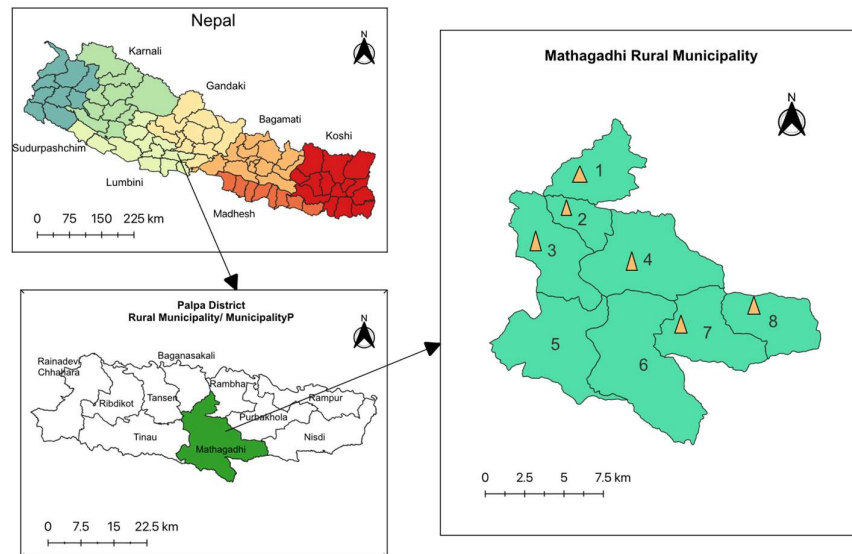 Nepal
N
Karnali
Gandaki
Bagamati
Koshi
Sudurpashchim
Lumbini
Madhesh
0 75 150 225 km
Palpa District
Rural Municipality/ MunicipalityP
N
Baganasakali
Rainadevi
Chhahara
Rambha
Ribdikot
Tansen
Rampur
Purbakhola
Tinau
Nisdi
Mathagadhi
0 7.5 15 22.5 km
Mathagadhi Rural Municipality
N
1
2
3
4
5
6
7
8
0 2.5 5 7.5 km